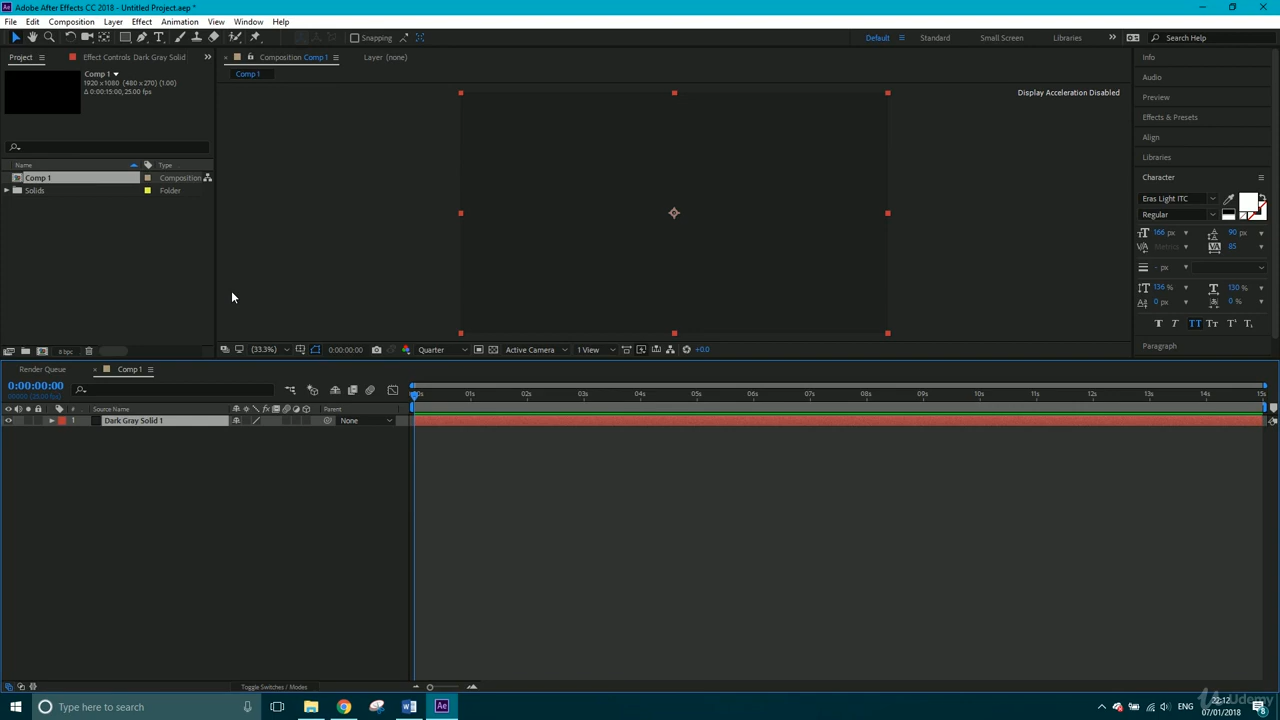 Adobe After Effects CC 2018 - Untitled Project.aep *
File Edit Composition Layer Effect Animation View Window Help
Snapping
Default Standard Small Screen Libraries Search Help
Project Effect Controls Dark Gray Solid
Composition Comp 1 Layer (none)
Info
Comp 1
1920 x 1080 (480 x 270) (1.00)
Δ 0:00:15:00, 25.00 fps
Comp 1
Display Acceleration Disabled
Audio
Preview
Effects & Presets
Align
Libraries
Name Type
Comp 1 Composition
Solids Folder
Character
Eras Light ITC
Regular
166 px 90 px
Metrics 85
- px
136 % 130 %
0 px 0 %
Paragraph
8 bpc
(33.3%) 0:00:00:00 Quarter Active Camera 1 View +0.0
Render Queue Comp 1
0:00:00:00
00000 (25.00 fps)
# Source Name Parent
:00s 01s 02s 03s 04s 05s 06s 07s 08s 09s 10s 11s 12s 13s 14s 15s
1 Dark Gray Solid 1 None
Toggle Switches / Modes
Udemy
Type here to search
ENG
22:12
07/01/2018
8